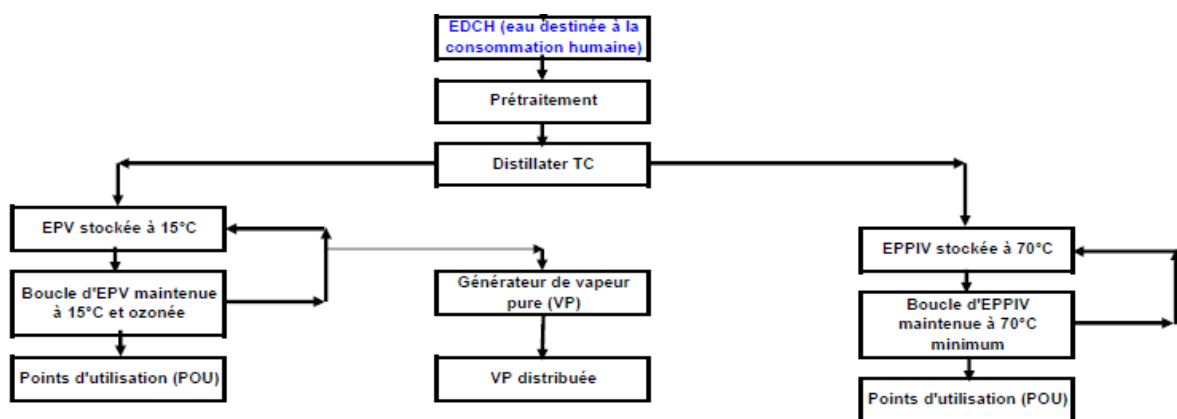 EDCH (eau destinée à la
consommation humaine)
Prétraitement
Distillater TC
EPV stockée à 15°C
Boucle d'EPV maintenue
à 15°C et ozonée
Points d'utilisation (POU)
Générateur de vapeur
pure (VP)
VP distribuée
EPPIV stockée à 70°C
Boucle d'EPPIV
maintenue à 70°C
minimum
Points d'utilisation (POU)